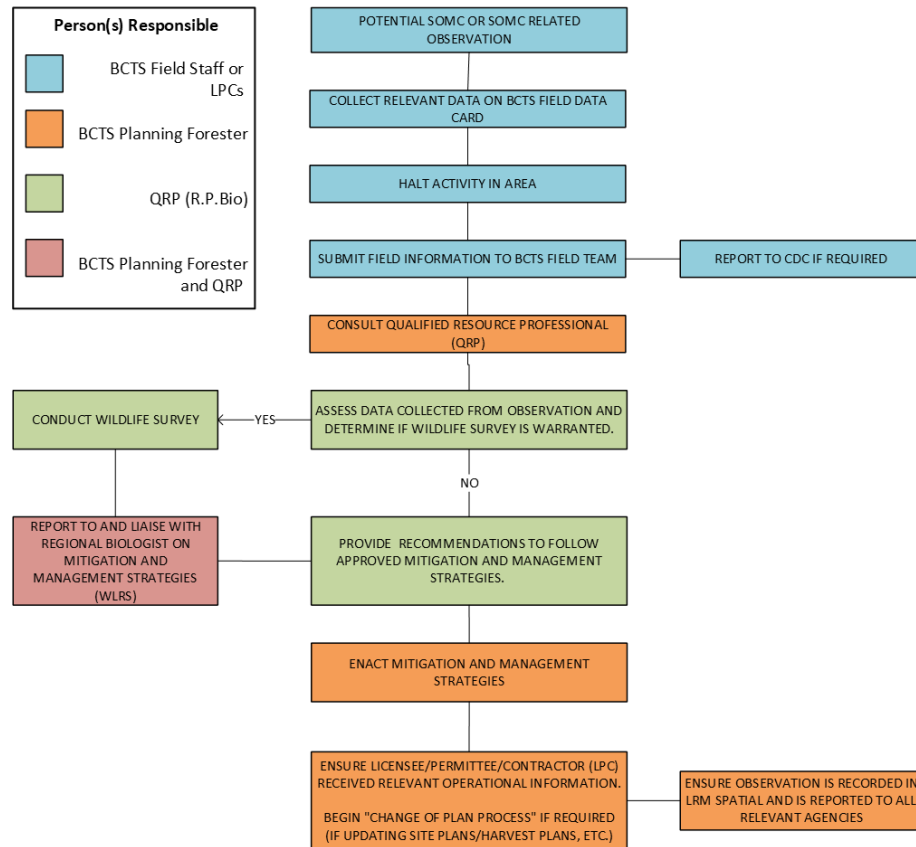 Person(s) Responsible
BCTS Field Staff or
LPCs
BCTS Planning Forester
QRP (R.P.Bio)
BCTS Planning Forester
and QRP
POTENTIAL SOMC OR SOMC RELATED
OBSERVATION
COLLECT RELEVANT DATA ON BCTS FIELD DATA
CARD
HALT ACTIVITY IN AREA
SUBMIT FIELD INFORMATION TO BCTS FIELD TEAM
REPORT TO CDC IF REQUIRED
CONSULT QUALIFIED RESOURCE PROFESSIONAL
(QRP)
ASSESS DATA COLLECTED FROM OBSERVATION AND
DETERMINE IF WILDLIFE SURVEY IS WARRANTED.
YES
CONDUCT WILDLIFE SURVEY
NO
REPORT TO AND LIAISE WITH
REGIONAL BIOLOGIST ON
MITIGATION AND
MANAGEMENT STRATEGIES
(WLRS)
PROVIDE RECOMMENDATIONS TO FOLLOW
APPROVED MITIGATION AND MANAGEMENT
STRATEGIES.
ENACT MITIGATION AND MANAGEMENT
STRATEGIES
ENSURE LICENSEE/PERMITTEE/CONTRACTOR (LPC)
RECEIVED RELEVANT OPERATIONAL INFORMATION.
BEGIN "CHANGE OF PLAN PROCESS" IF REQUIRED
(IF UPDATING SITE PLANS/HARVEST PLANS, ETC.)
ENSURE OBSERVATION IS RECORDED IN
LRM SPATIAL AND IS REPORTED TO ALL
RELEVANT AGENCIES